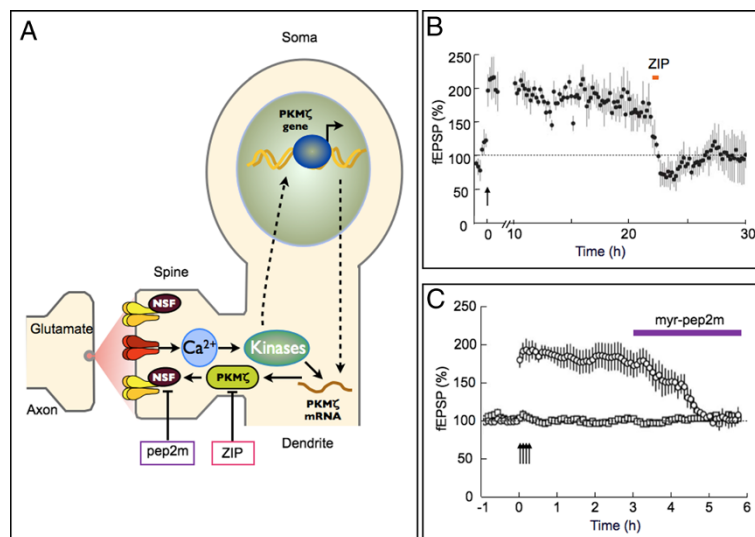 A
Soma
PKMζ
gene
Spine
NSF
Glutamate
Ca2+
Kinases
NSF
PKMζ
Axon
PKMζ
mRNA
pep2m
ZIP
Dendrite
B
250
200
150
100
50
0
fEPSP (%)
ZIP
0
10
20
30
Time (h)
C
250
200
150
100
50
0
fEPSP (%)
myr-pep2m
-1
0
1
2
3
4
5
6
Time (h)